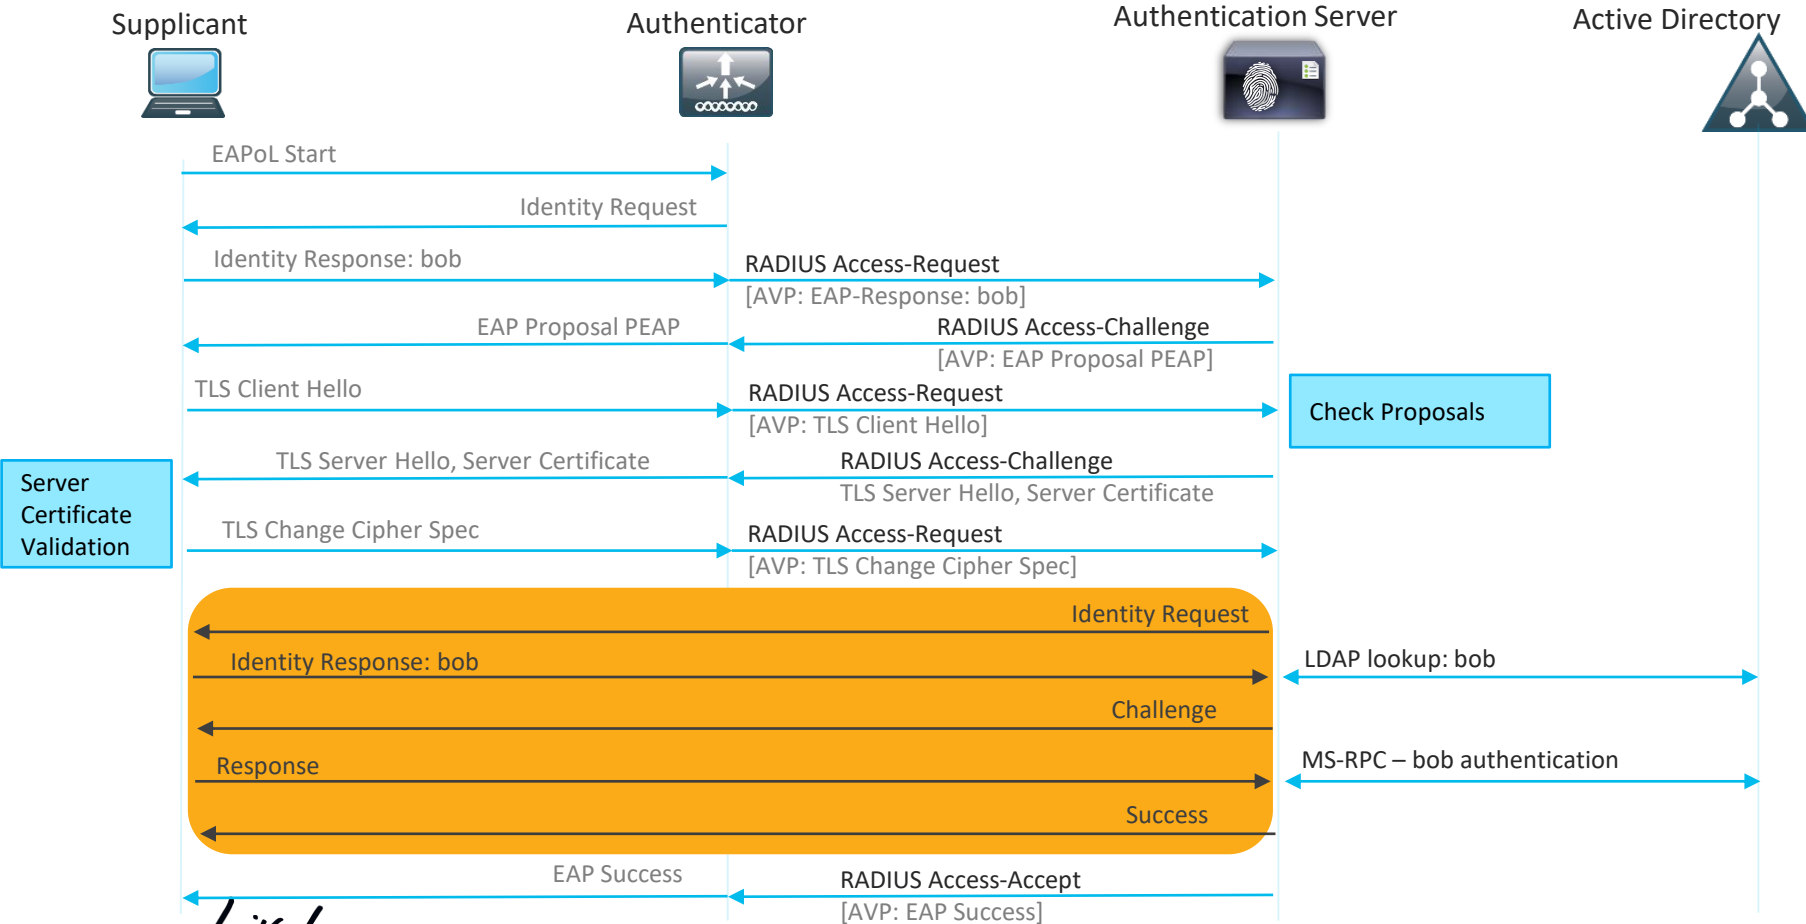 Supplicant
Authenticator
Authentication Server
Active Directory
EAPoL Start
Identity Request
Identity Response: bob
RADIUS Access-Request
[AVP: EAP-Response: bob]
EAP Proposal PEAP
RADIUS Access-Challenge
[AVP: EAP Proposal PEAP]
TLS Client Hello
RADIUS Access-Request
[AVP: TLS Client Hello]
Check Proposals
TLS Server Hello, Server Certificate
RADIUS Access-Challenge
TLS Server Hello, Server Certificate
Server
Certificate
Validation
TLS Change Cipher Spec
RADIUS Access-Request
[AVP: TLS Change Cipher Spec]
Identity Request
Identity Response: bob
LDAP lookup: bob
Challenge
Response
MS-RPC – bob authentication
Success
EAP Success
RADIUS Access-Accept
[AVP: EAP Success]